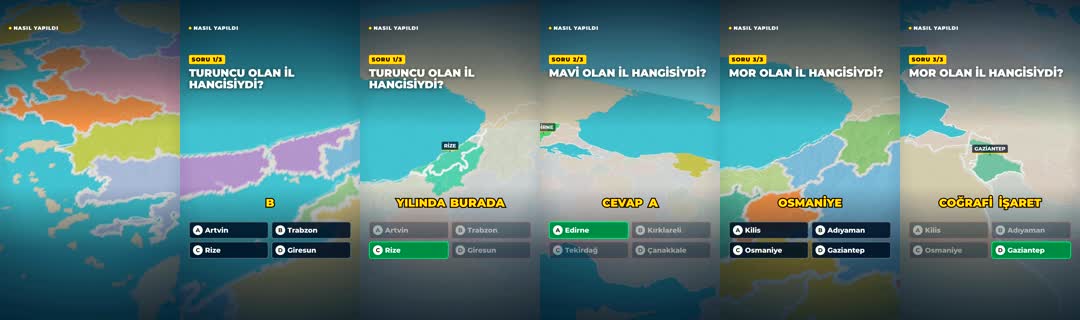 NASIL YAPILDI
NASIL YAPILDI
SORU 1/3
TURUNCU OLAN İL
HANGİSİYDİ?
B
A Artvin
B Trabzon
C Rize
D Giresun
NASIL YAPILDI
SORU 1/3
TURUNCU OLAN İL
HANGİSİYDİ?
RİZE
YILINDA BURADA
A Artvin
B Trabzon
C Rize
D Giresun
NASIL YAPILDI
SORU 2/3
MAVİ OLAN İL HANGİSİYDİ?
CEVAP A
A Edirne
B Kırklareli
C Tekirdağ
D Çanakkale
NASIL YAPILDI
SORU 3/3
MOR OLAN İL HANGİSİYDİ?
OSMANİYE
A Kilis
B Adıyaman
C Osmaniye
D Gaziantep
NASIL YAPILDI
SORU 3/3
MOR OLAN İL HANGİSİYDİ?
GAZİANTEP
COĞRAFİ İŞARET
A Kilis
B Adıyaman
C Osmaniye
D Gaziantep